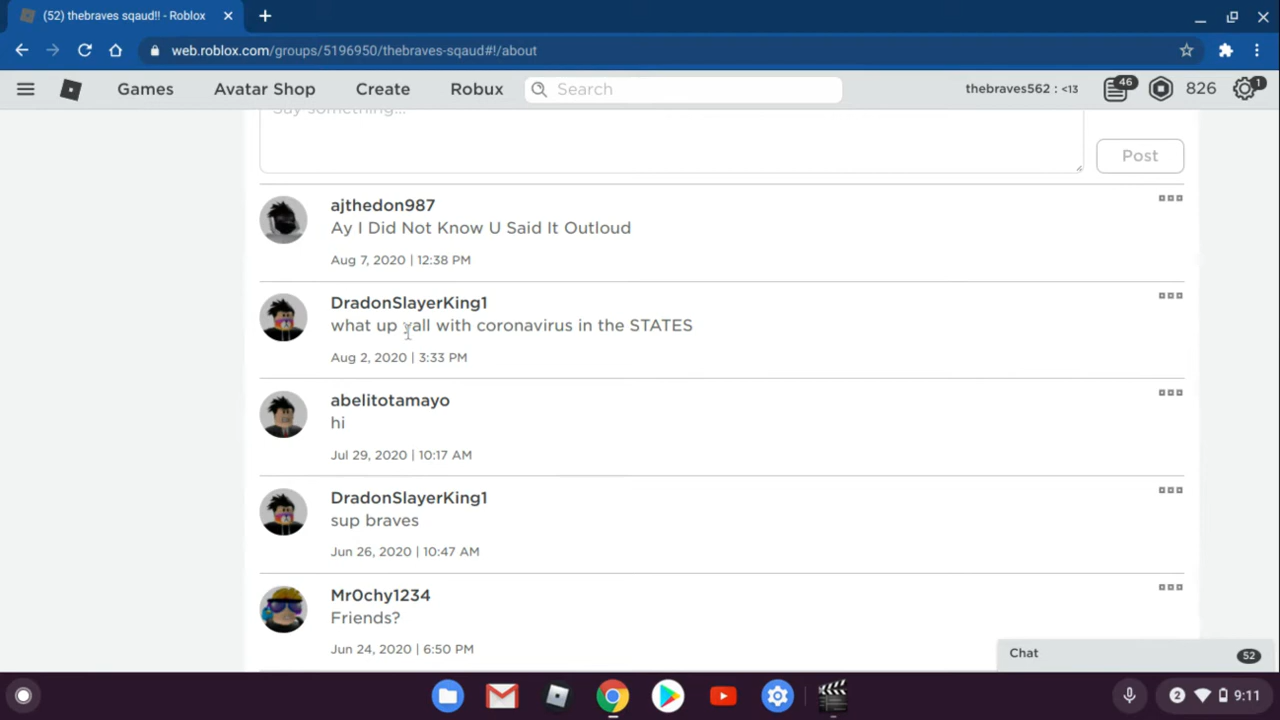 (52) thebraves sqaud!! - Roblox
web.roblox.com/groups/5196950/thebraves-sqaud#!/about
Games Avatar Shop Create Robux Search thebraves562 : <13 46 826 1
Say something...
Post
ajthedon987
Ay I Did Not Know U Said It Outloud
Aug 7, 2020 | 12:38 PM
DradonSlayerKing1
what up yall with coronavirus in the STATES
Aug 2, 2020 | 3:33 PM
abelitotamayo
hi
Jul 29, 2020 | 10:17 AM
DradonSlayerKing1
sup braves
Jun 26, 2020 | 10:47 AM
Mr0chy1234
Friends?
Jun 24, 2020 | 6:50 PM
Chat 52
2 9:11